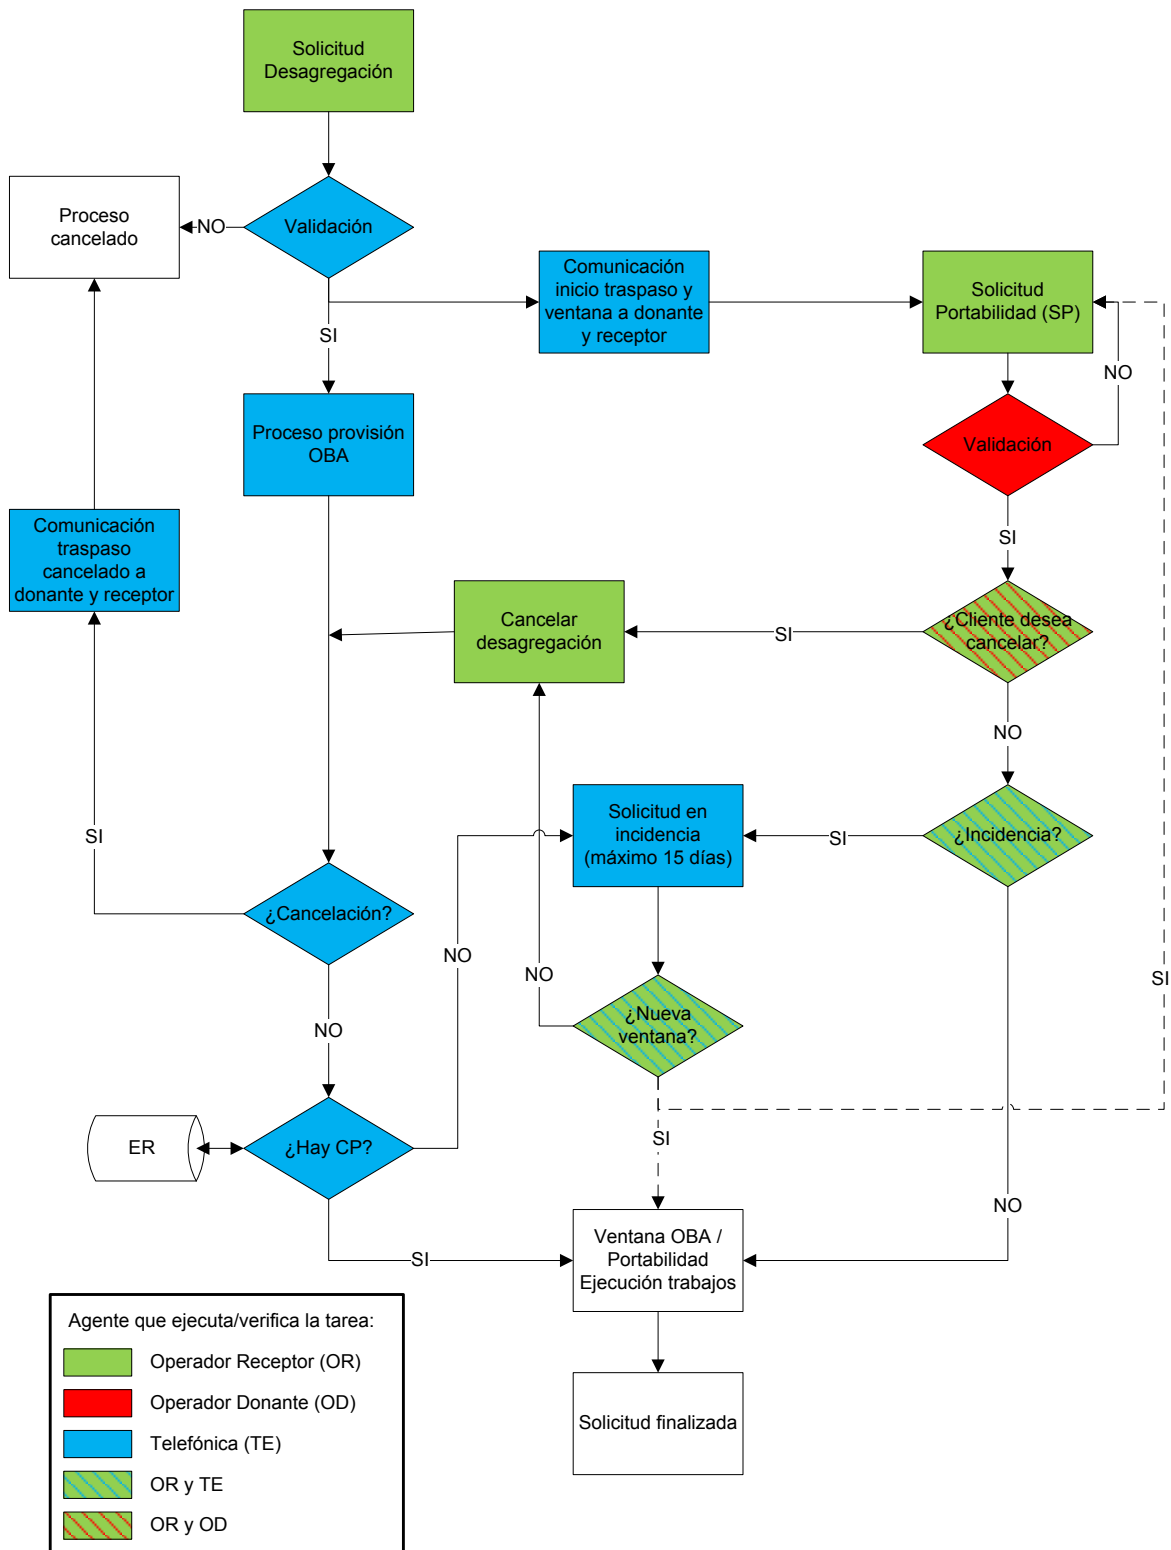 Solicitud
Desagregación
Proceso
cancelado
NO
Validación
SI
Comunicación
inicio traspaso y
ventana a donante
y receptor
Solicitud
Portabilidad (SP)
NO
Validación
SI
Proceso provisión
OBA
Comunicación
traspaso
cancelado a
donante y receptor
Cancelar
desagregación
SI
¿Cliente desea
cancelar?
NO
Solicitud en
incidencia
(máximo 15 días)
SI
¿Incidencia?
SI
¿Cancelación?
NO
NO
NO
¿Nueva
ventana?
SI
ER
¿Hay CP?
SI
NO
SI
Ventana OBA /
Portabilidad
Ejecución trabajos
Solicitud finalizada
Agente que ejecuta/verifica la tarea:
Operador Receptor (OR)
Operador Donante (OD)
Telefónica (TE)
OR y TE
OR y OD